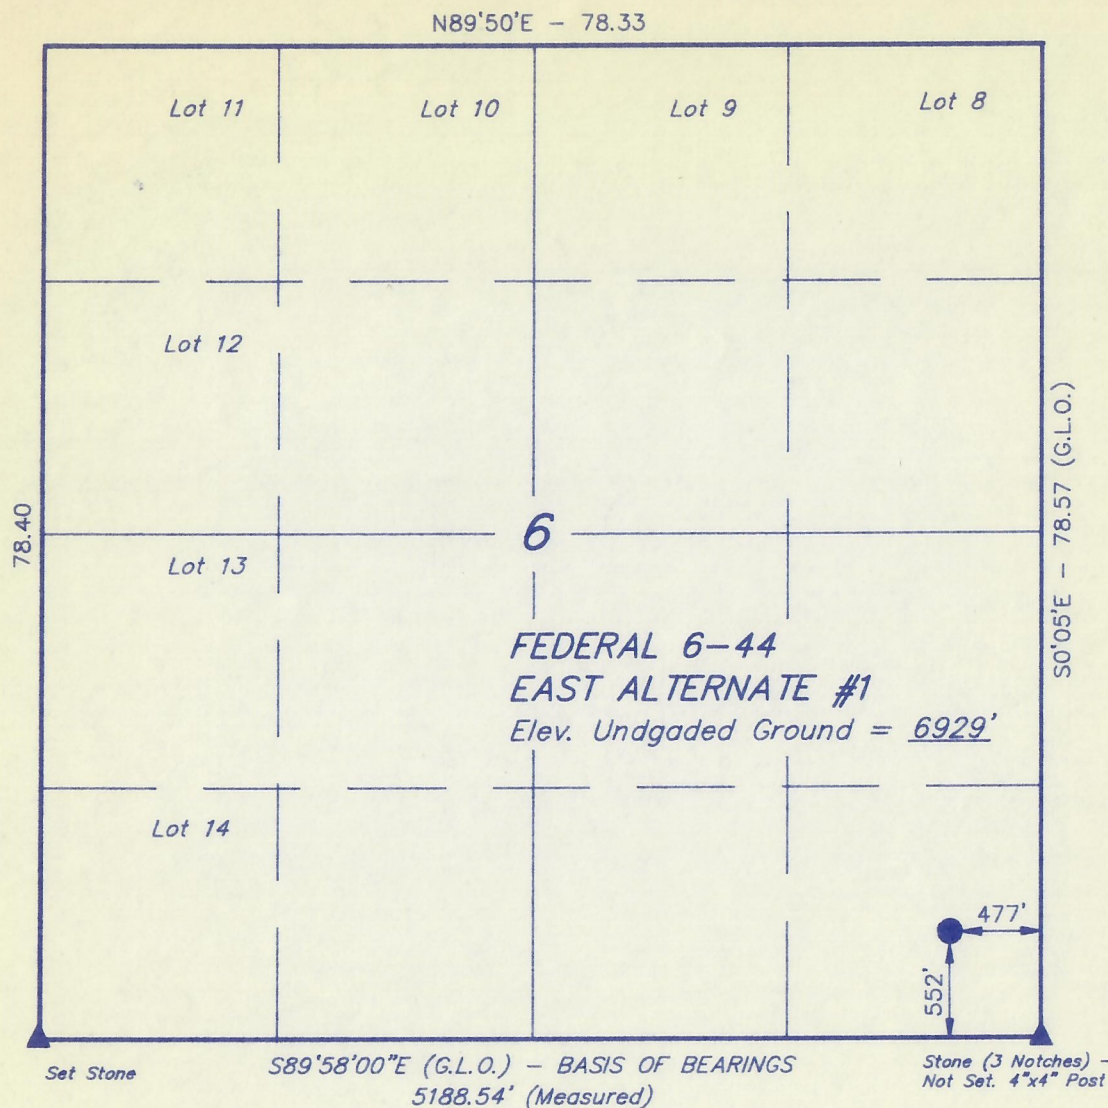 N89°50'E - 78.33
Lot 11
Lot 10
Lot 9
Lot 8
Lot 12
78.40
S0°05'E - 78.57 (G.L.O.)
6
Lot 13
FEDERAL 6-44
EAST ALTERNATE #1
Elev. Undgaded Ground = 6929'
Lot 14
477'
552'
Set Stone
S89°58'00"E (G.L.O.) - BASIS OF BEARINGS
5188.54' (Measured)
Stone (3 Notches) -
Not Set. 4"x4" Post